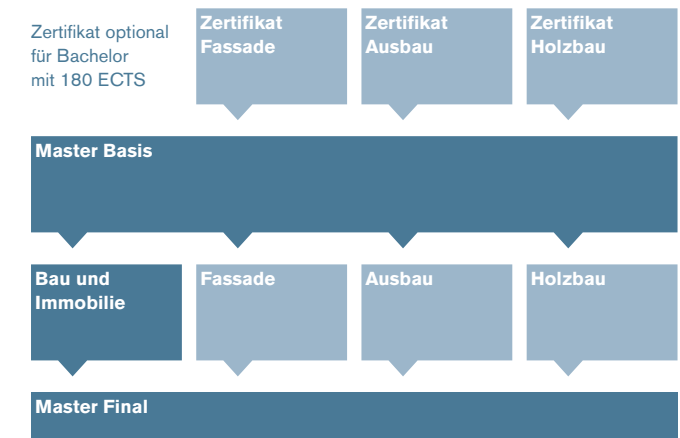 Zertifikat optional
für Bachelor
mit 180 ECTS
Zertifikat
Fassade
Zertifikat
Ausbau
Zertifikat
Holzbau
Master Basis
Bau und
Immobilie
Fassade
Ausbau
Holzbau
Master Final